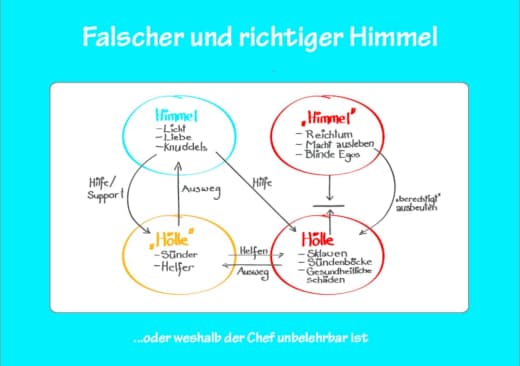 Falscher und richtiger Himmel
Himmel
- Licht
- Liebe
- Knuddels
„Himmel"
- Reichtum
- Macht ausleben
- Blinde Egos
Hilfe/
Support
Ausweg
Hilfe
„berechtigt"
ausbeuten
„Hölle"
- Sünder
- Helfer
Helfen
Ausweg
Hölle
- Sklaven
- Sündenböcke
- Gesundheitliche
schäden
...oder weshalb der Chef unbelehrbar ist